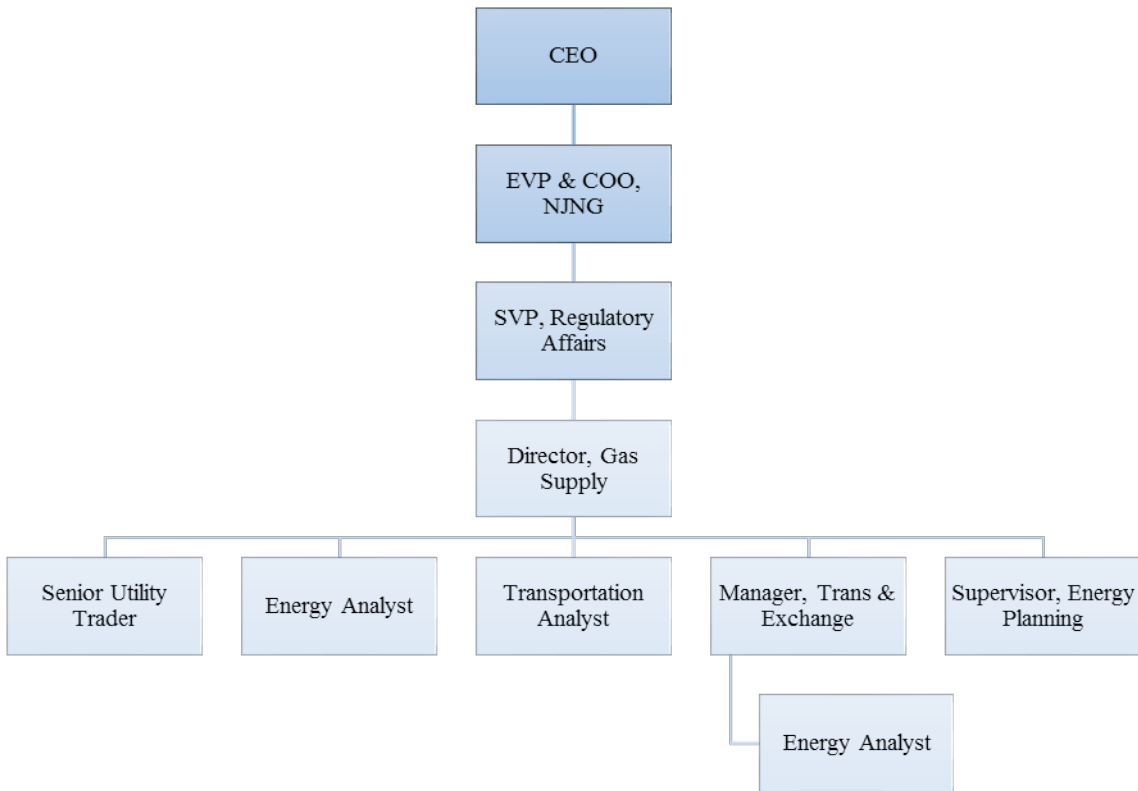 CEO
EVP & COO,
NJNG
SVP, Regulatory
Affairs
Director, Gas
Supply
Senior Utility
Trader
Energy Analyst
Transportation
Analyst
Manager, Trans &
Exchange
Supervisor, Energy
Planning
Energy Analyst